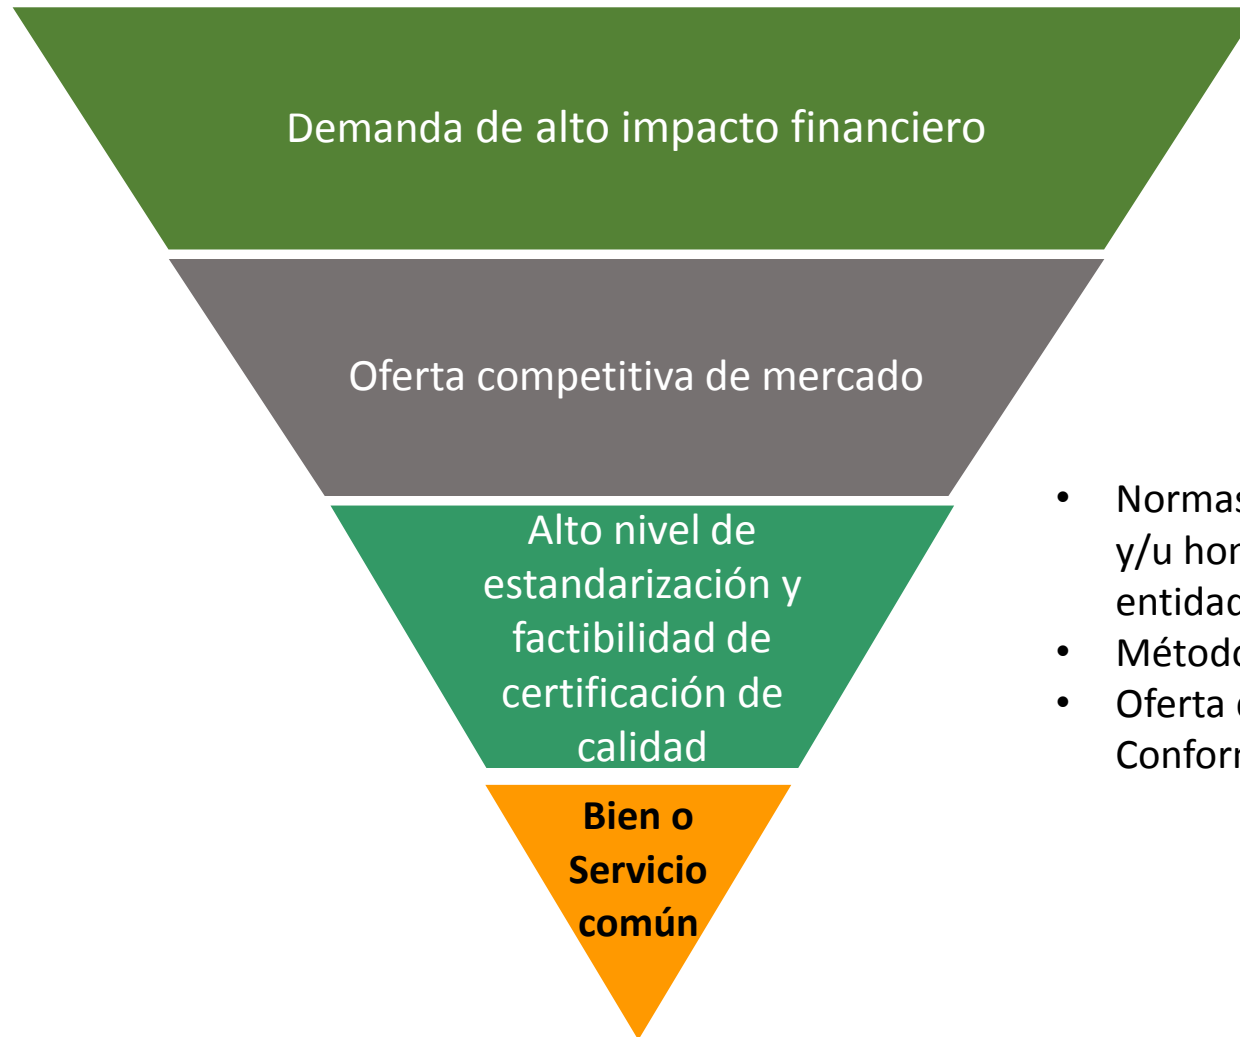 Demanda de alto impacto financiero
Oferta competitiva de mercado
Alto nivel de
estandarización y
factibilidad de
certificación de
calidad
Bien o
Servicio
común
•
y/u
•
• Oferta